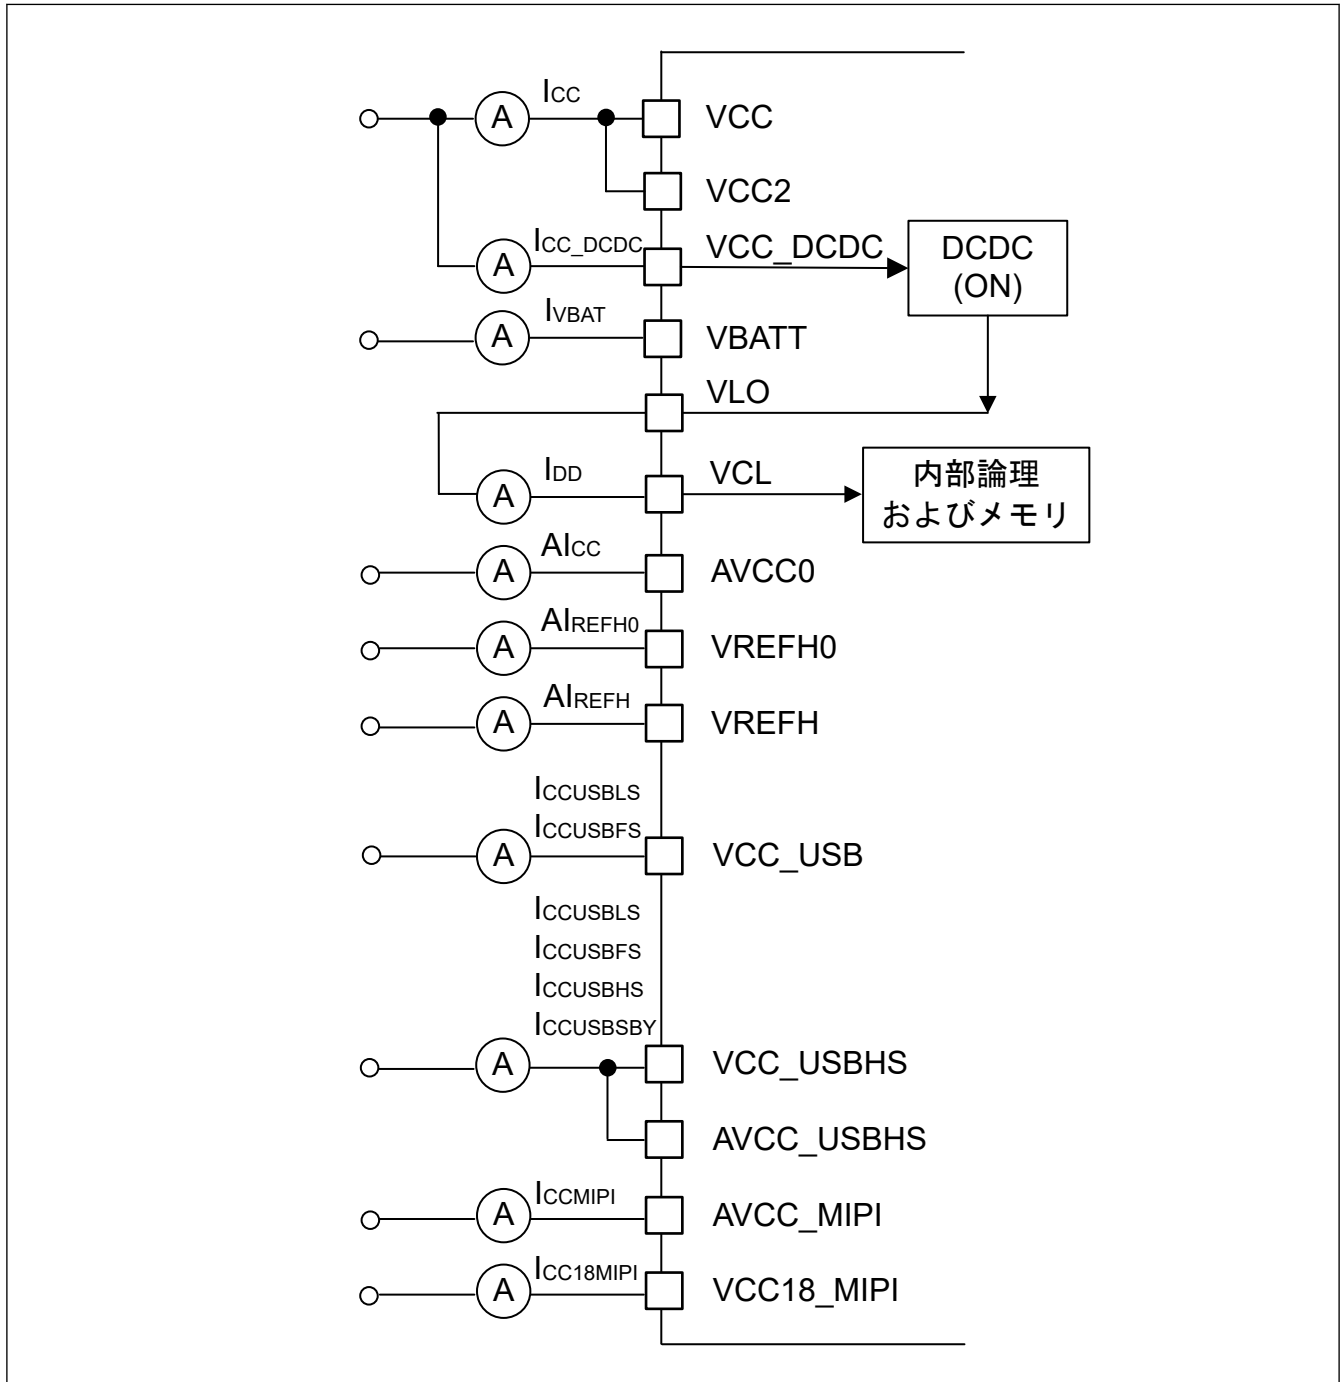 A
ICC
VCC
VCC2
A
ICC_DCDC
VCC_DCDC
DCDC
(ON)
A
IVBAT
VBATT
VLO
A
IDD
VCL
内部論理
およびメモリ
A
AICC
AVCC0
A
AIREFH0
VREFH0
A
AIREFH
VREFH
ICCUSBLS
ICCUSBFS
A
VCC_USB
ICCUSBLS
ICCUSBFS
ICCUSBHS
ICCUSBSBY
A
VCC_USBHS
AVCC_USBHS
A
ICCMIPI
AVCC_MIPI
A
ICC18MIPI
VCC18_MIPI